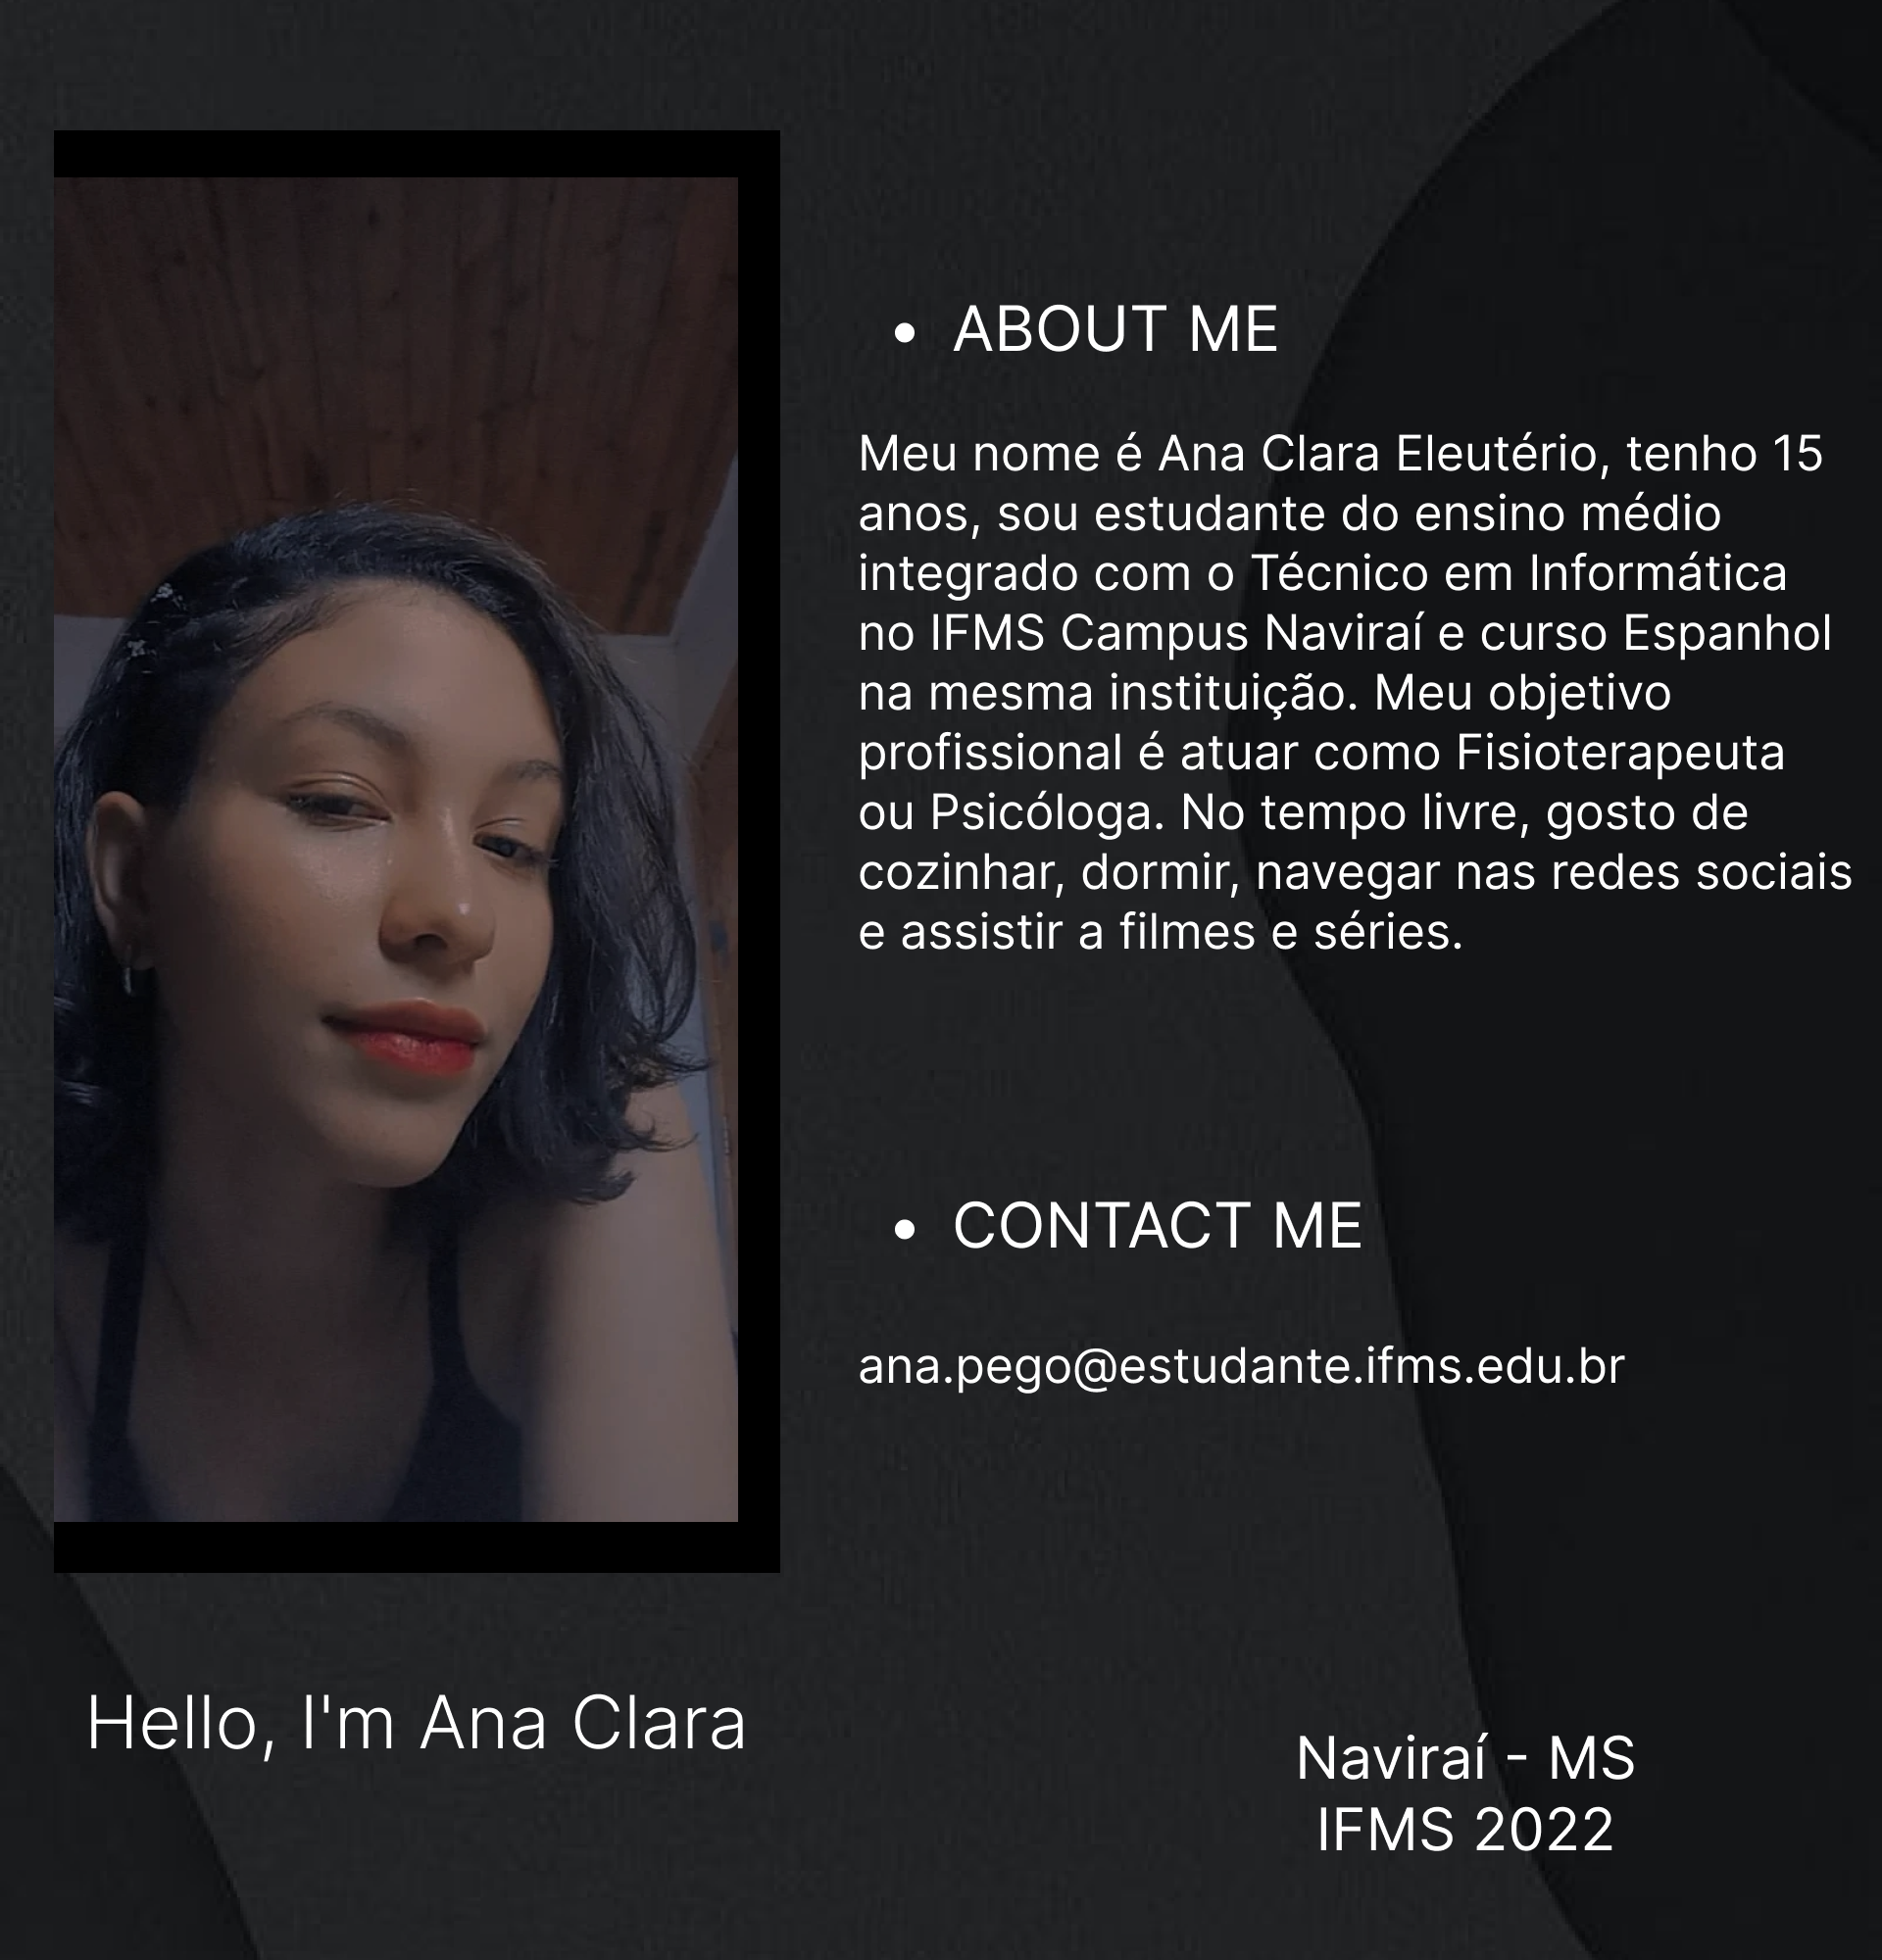 ABOUT ME
Meu nome é Ana Clara Eleutério, tenho 15
anos, sou estudante do ensino médio
integrado com o Técnico em Informática
no IFMS Campus Naviraí e curso Espanhol
na mesma instituição. Meu objetivo
profissional é atuar como Fisioterapeuta
ou Psicóloga. No tempo livre, gosto de
cozinhar, dormir, navegar nas redes sociais
e assistir a filmes e séries.
CONTACT ME
ana.pego@estudante.ifms.edu.br
Hello, I'm Ana Clara
Naviraí - MS
IFMS 2022